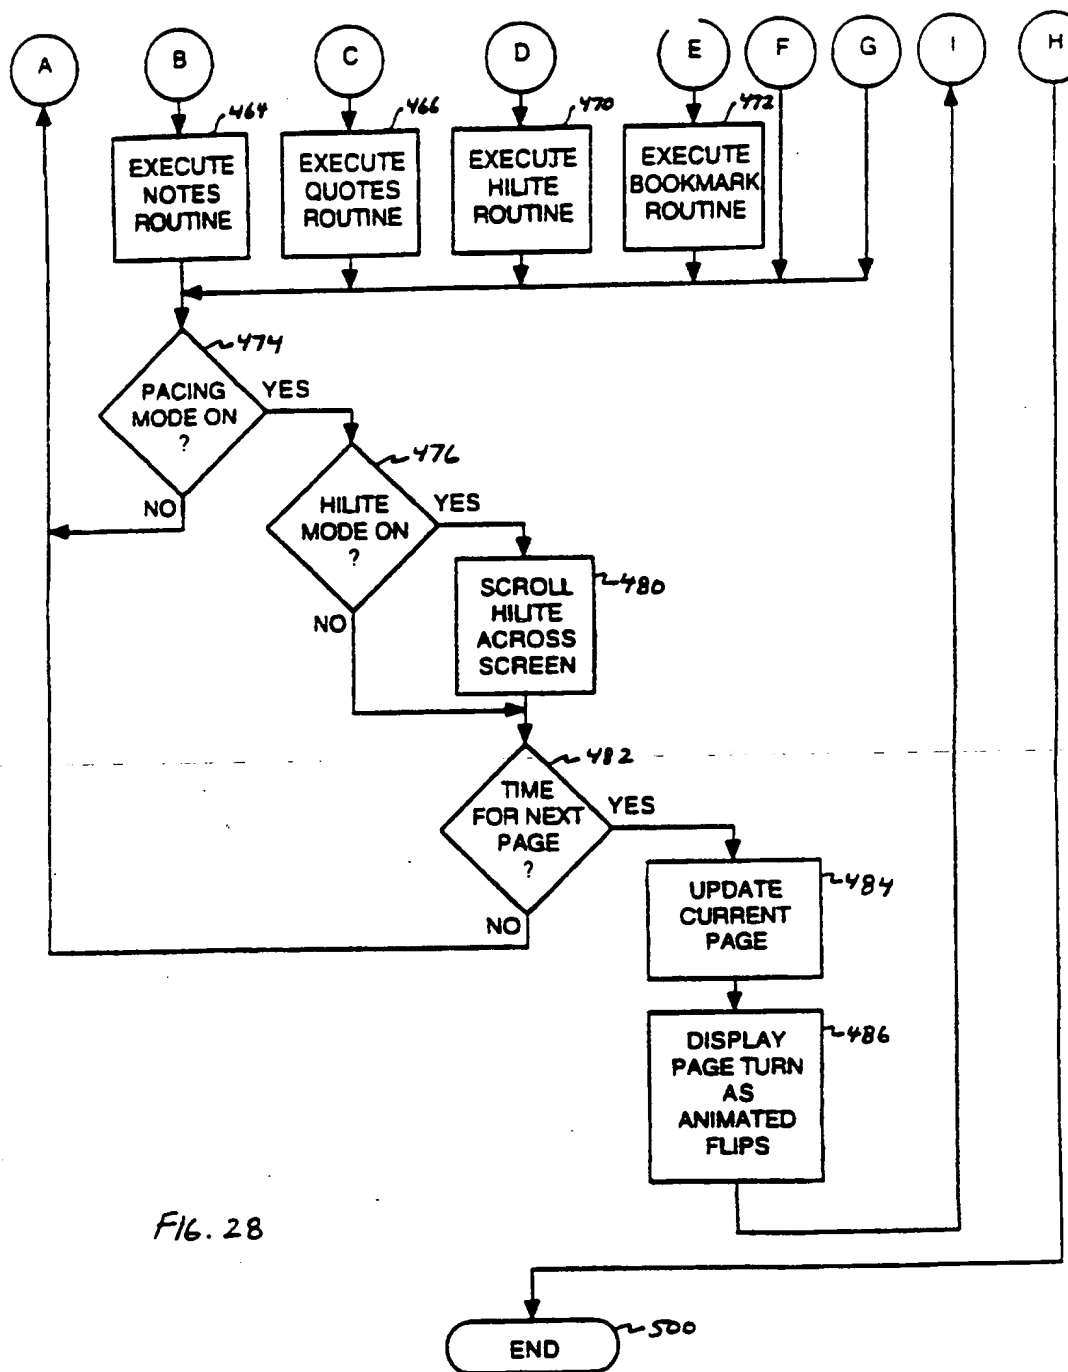 A
B
C
D
E
F
G
I
H
464
466
470
472
EXECUTE
NOTES
ROUTINE
EXECUTE
QUOTES
ROUTINE
EXECUTE
HILITE
ROUTINE
EXECUTE
BOOKMARK
ROUTINE
474
PACING
MODE ON
?
YES
NO
476
HILITE
MODE ON
?
YES
NO
480
SCROLL
HILITE
ACROSS
SCREEN
482
TIME
FOR NEXT
PAGE
?
YES
NO
484
UPDATE
CURRENT
PAGE
486
DISPLAY
PAGE TURN
AS
ANIMATED
FLIPS
FIG. 28
500
END